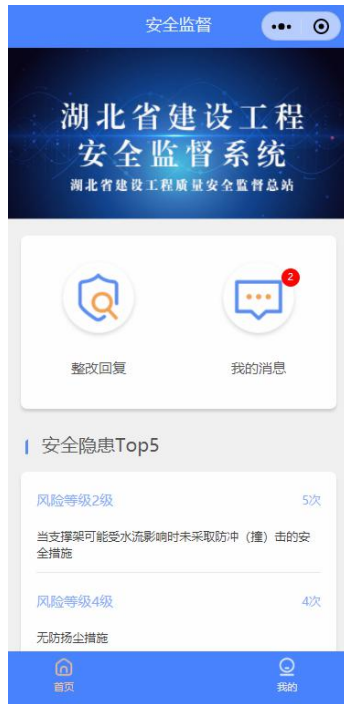 安全监督
湖北省建设工程
安全监督系统
湖北省建设工程质量安全监督总站
2
整改回复
我的消息
安全隐患Top5
风险等级2级
5次
当支撑架可能受水流影响时未采取防冲（撞）击的安
全措施
风险等级4级
4次
无防扬尘措施
首页
我的